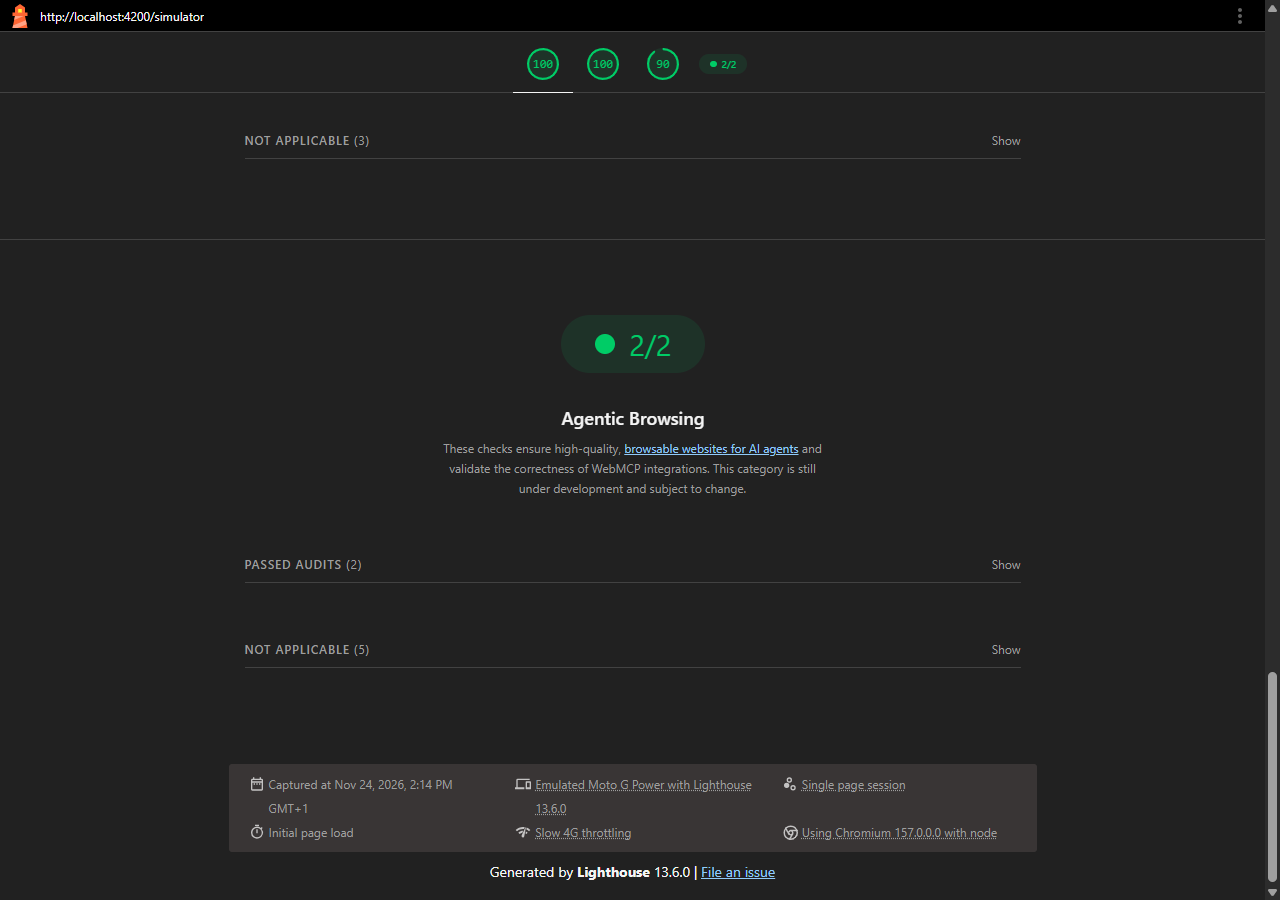 http://localhost:4200/simulator
100 100 90 2/2
NOT APPLICABLE (3) Show
2/2
Agentic Browsing
These checks ensure high-quality, browsable websites for AI agents and
validate the correctness of WebMCP integrations. This category is still
under development and subject to change.
PASSED AUDITS (2) Show
NOT APPLICABLE (5) Show
Captured at Nov 24, 2026, 2:14 PM
GMT+1
Emulated Moto G Power with Lighthouse
13.6.0
Single page session
Initial page load
Slow 4G throttling
Using Chromium 157.0.0.0 with node
Generated by Lighthouse 13.6.0 | File an issue